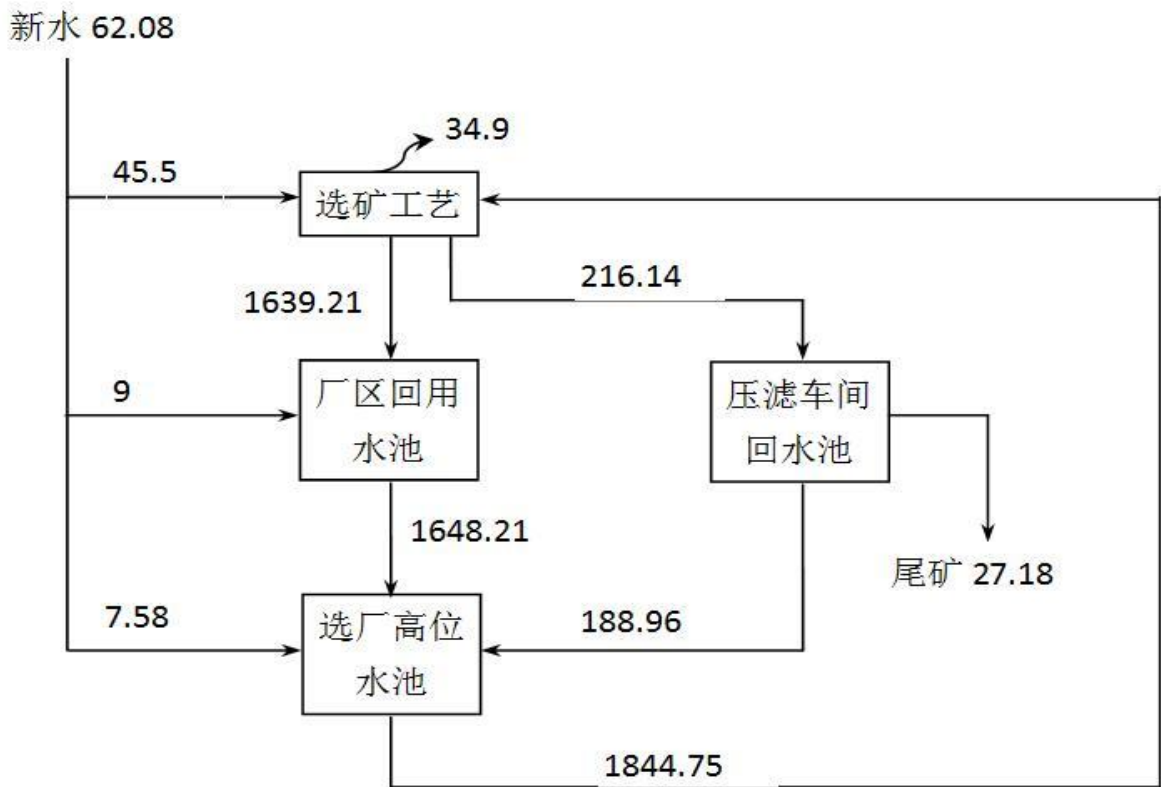 新水 62.08
34.9
45.5
选矿工艺
216.14
1639.21
9
厂区回用
水池
压滤车间
回水池
1648.21
尾矿 27.18
7.58
选厂高位
水池
188.96
1844.75